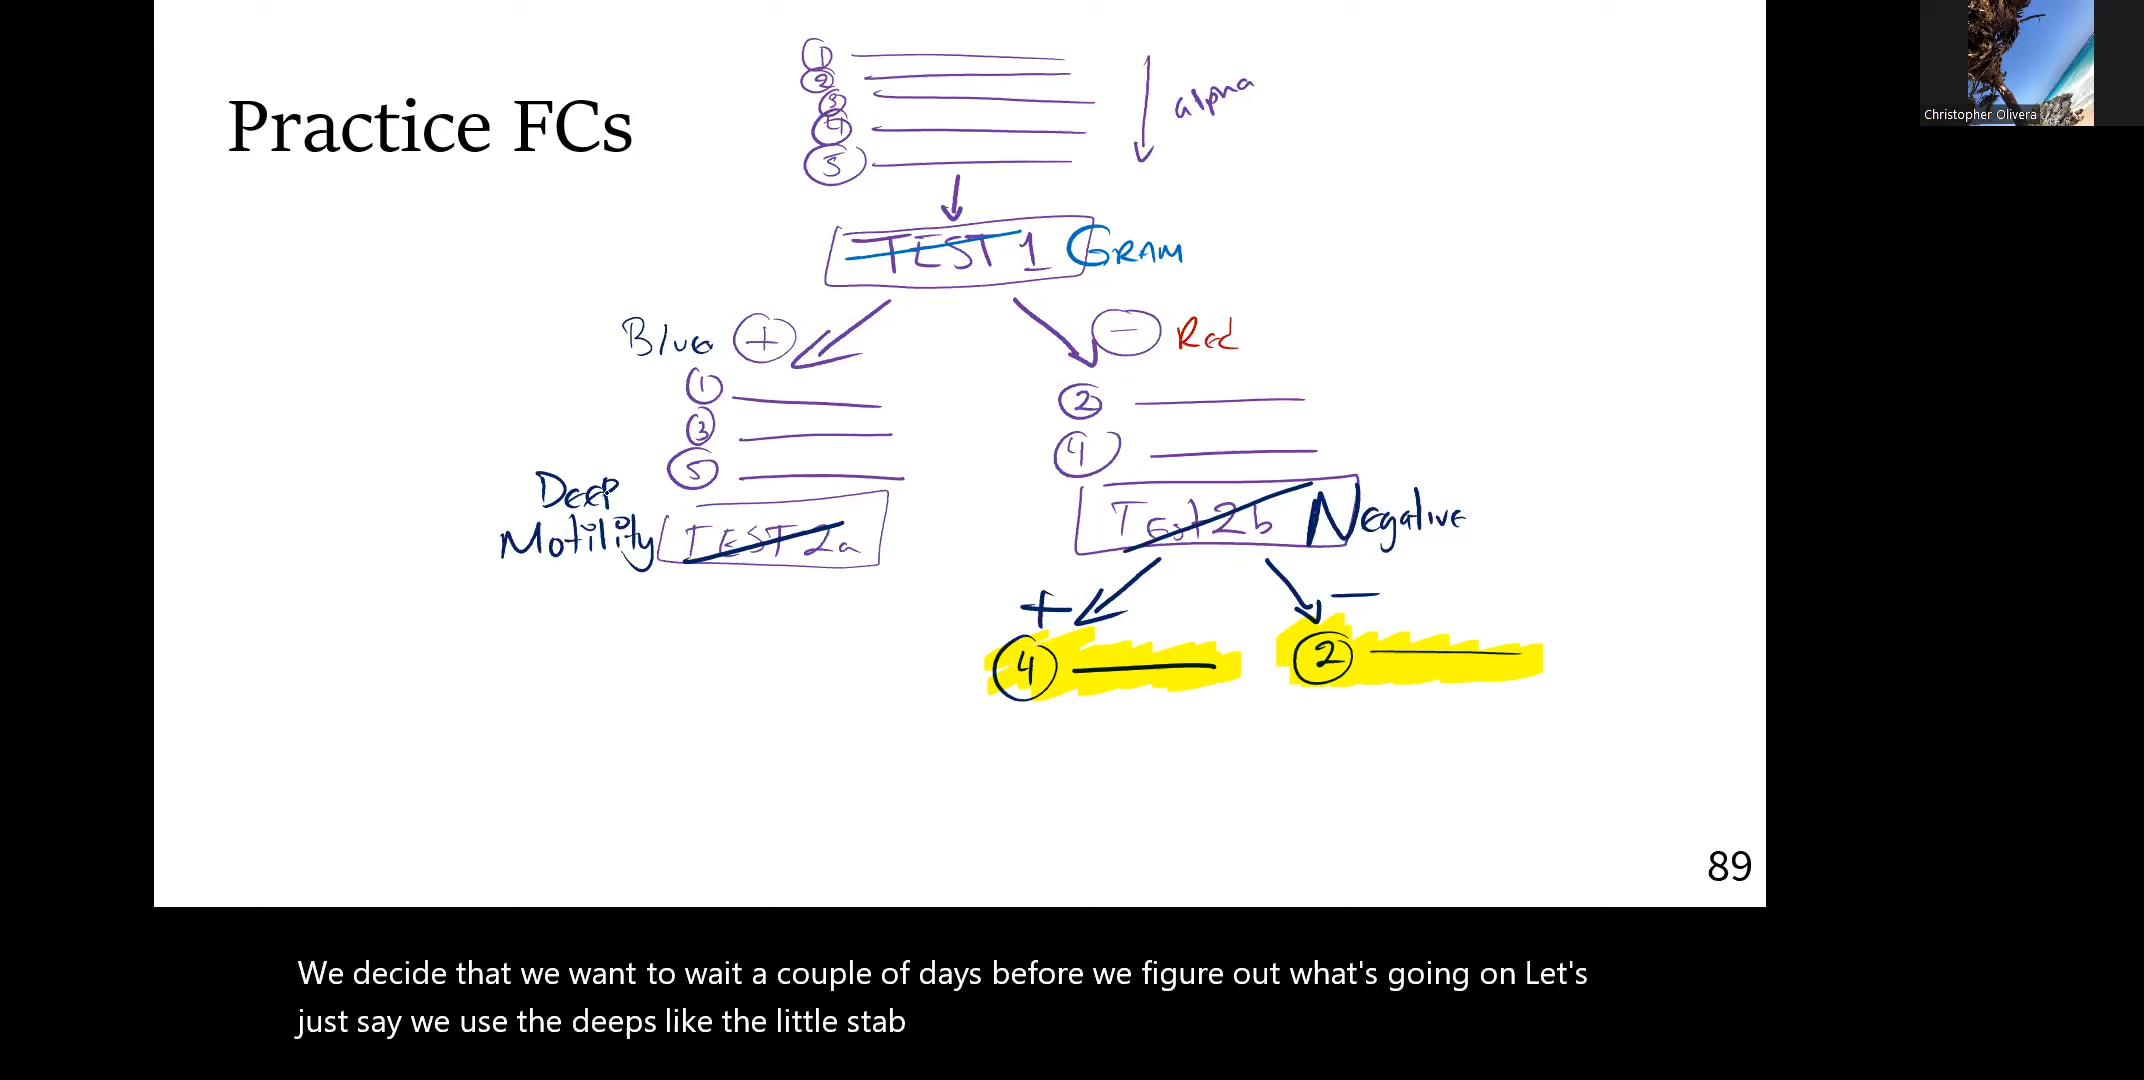 Practice FCs
1
2
3
4
5
alpha
TEST 1 GRAM
Blue + - Red
1
3
5
2
4
Deep
Motility TEST 2a
Test 2b Negative
+ -
4
2
89
Christopher Olivera
We decide that we want to wait a couple of days before we figure out what's going on Let's
just say we use the deeps like the little stab